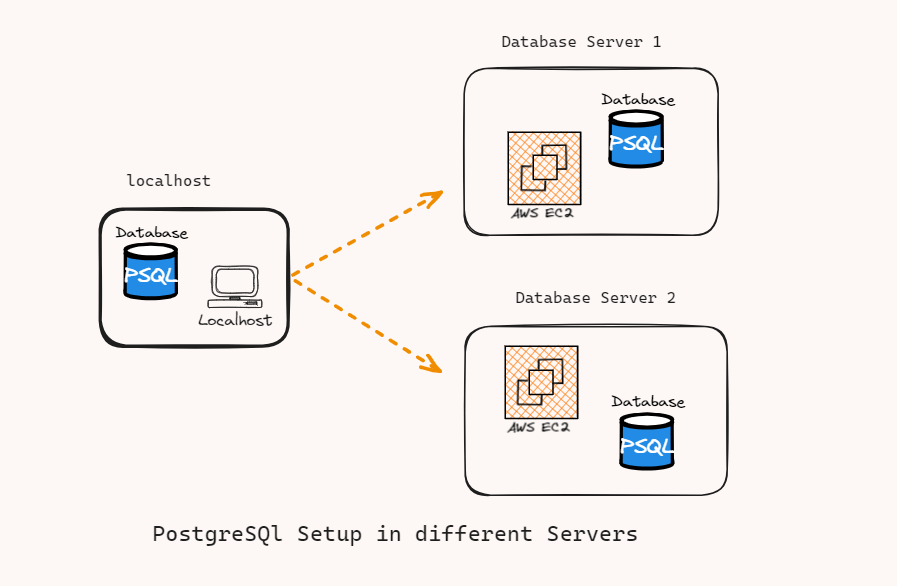 Database Server 1
Database
PSQL
AWS EC2
localhost
Database
PSQL
Localhost
Database Server 2
AWS EC2
Database
PSQL
PostgreSQl Setup in different Servers